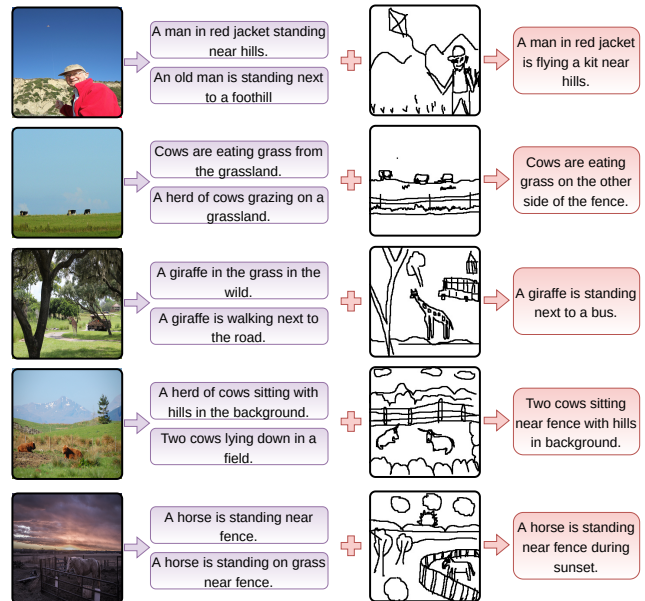 A man in red jacket standing
near hills.
An old man is standing next
to a foothill
A man in red jacket
is flying a kit near
hills.
Cows are eating grass from
the grassland.
A herd of cows grazing on a
grassland.
Cows are eating
grass on the other
side of the fence.
A giraffe in the grass in the
wild.
A giraffe is walking next to
the road.
A giraffe is standing
next to a bus.
A herd of cows sitting with
hills in the background.
Two cows lying down in a
field.
Two cows sitting
near fence with hills
in background.
A horse is standing near
fence.
A horse is standing on grass
near fence.
A horse is standing
near fence during
sunset.